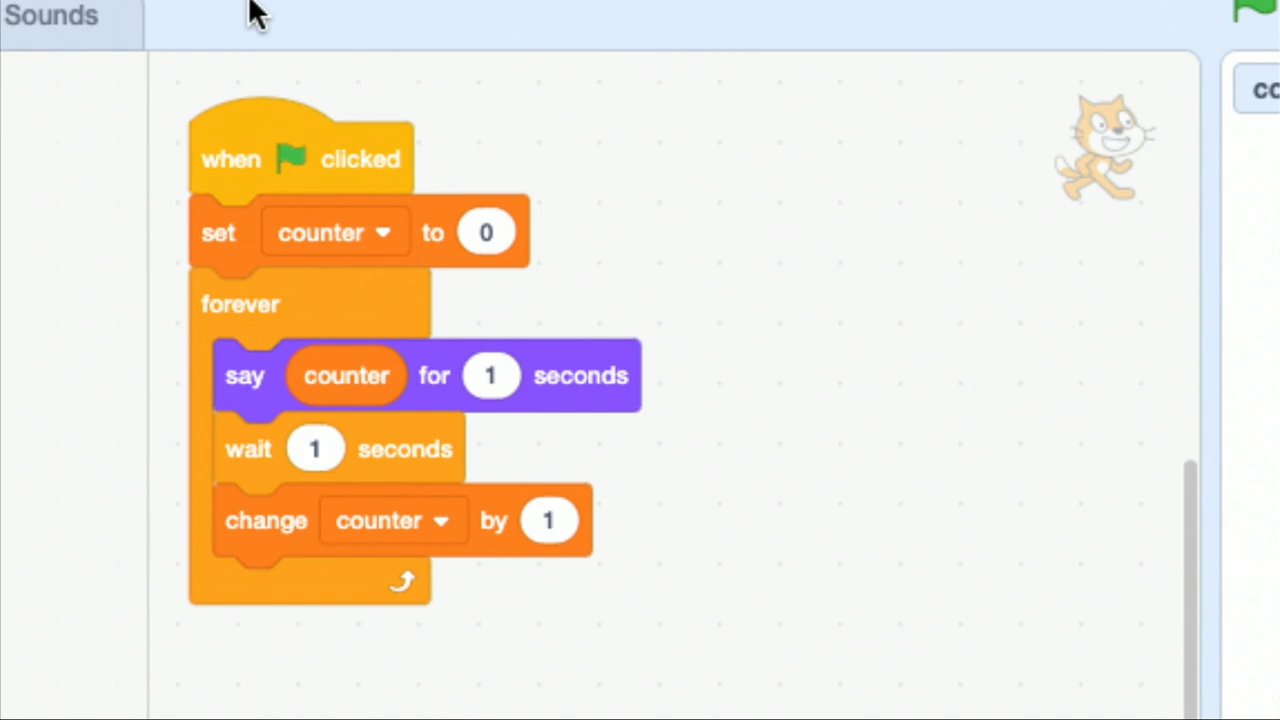 Sounds
when clicked
set counter to 0
forever
say counter for 1 seconds
wait 1 seconds
change counter by 1